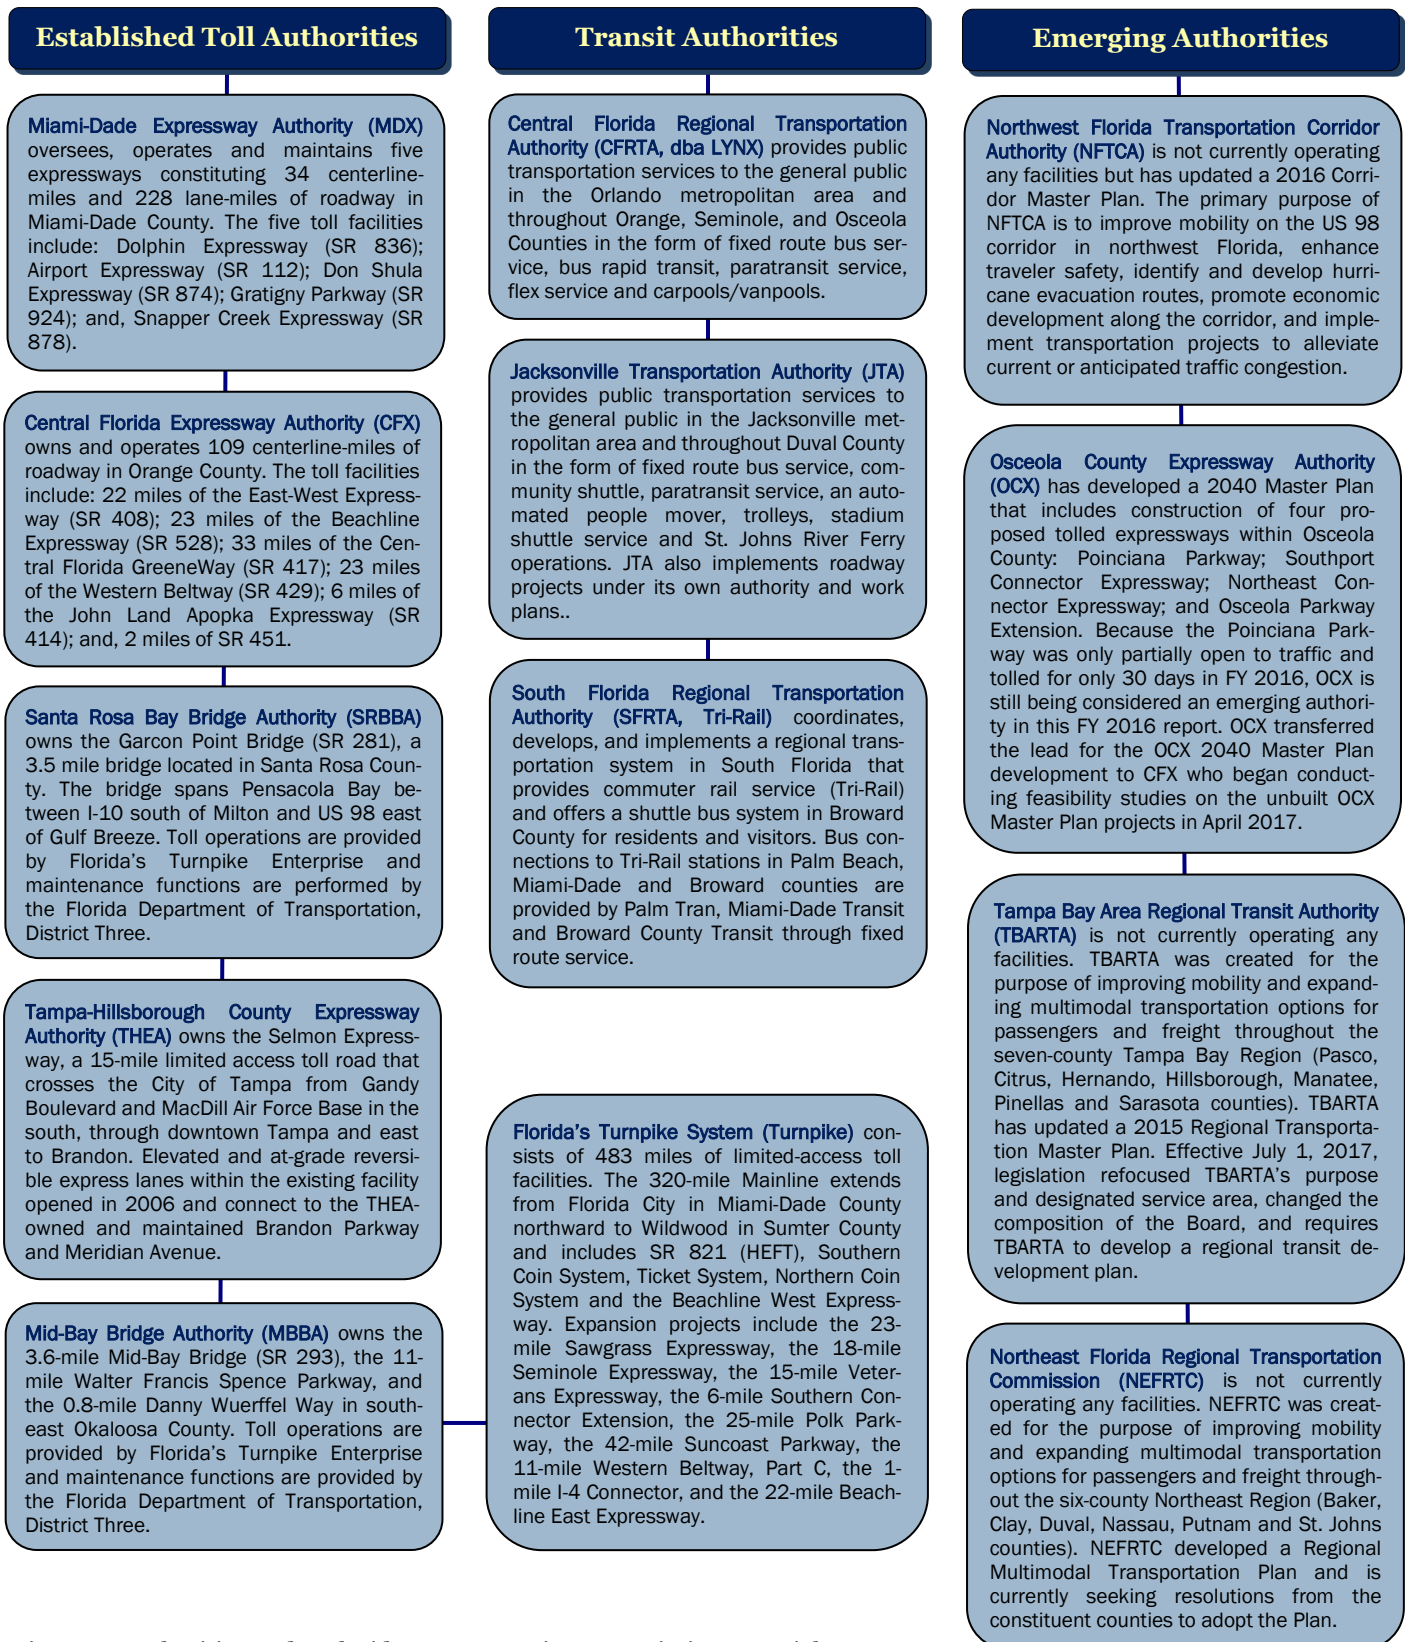 Established Toll Authorities
Miami-Dade Expressway Authority (MDX)
oversees, operates and maintains five
expressways constituting 34 centerline-
miles and 228 lane-miles of roadway in
Miami-Dade County. The five toll facilities
include: Dolphin Expressway (SR 836);
Airport Expressway (SR 112); Don Shula
Expressway (SR 874); Gratigny Parkway (SR
924); and, Snapper Creek Expressway (SR
878).
Central Florida Expressway Authority (CFX)
owns and operates 109 centerline-miles of
roadway in Orange County. The toll facilities
include: 22 miles of the East-West Express-
way (SR 408); 23 miles of the Beachline
Expressway (SR 528); 33 miles of the Cen-
tral Florida GreeneWay (SR 417); 23 miles
of the Western Beltway (SR 429); 6 miles of
the John Land Apopka Expressway (SR
414); and, 2 miles of SR 451.
Santa Rosa Bay Bridge Authority (SRBBA)
owns the Garcon Point Bridge (SR 281), a
3.5 mile bridge located in Santa Rosa Coun-
ty. The bridge spans Pensacola Bay be-
tween I-10 south of Milton and US 98 east
of Gulf Breeze. Toll operations are provided
by Florida's Turnpike Enterprise and
maintenance functions are performed by
the Florida Department of Transportation,
District Three.
Tampa-Hillsborough County Expressway
Authority (THEA) owns the Selmon Express-
way, a 15-mile limited access toll road that
crosses the City of Tampa from Gandy
Boulevard and MacDill Air Force Base in the
south, through downtown Tampa and east
to Brandon. Elevated and at-grade reversi-
ble express lanes within the existing facility
opened in 2006 and connect to the THEA-
owned and maintained Brandon Parkway
and Meridian Avenue.
Mid-Bay Bridge Authority (MBBA) owns the
3.6-mile Mid-Bay Bridge (SR 293), the 11-
mile Walter Francis Spence Parkway, and
the 0.8-mile Danny Wuerffel Way in south-
east Okaloosa County. Toll operations are
provided by Florida's Turnpike Enterprise
and maintenance functions are provided by
the Florida Department of Transportation,
District Three.
Transit Authorities
Central Florida Regional Transportation
Authority (CFRTA, dba LYNX) provides public
transportation services to the general public
in the Orlando metropolitan area and
throughout Orange, Seminole, and Osceola
Counties in the form of fixed route bus ser-
vice, bus rapid transit, paratransit service,
flex service and carpools/vanpools.
Jacksonville Transportation Authority (JTA)
provides public transportation services to
the general public in the Jacksonville met-
ropolitan area and throughout Duval County
in the form of fixed route bus service, com-
munity shuttle, paratransit service, an auto-
mated people mover, trolleys, stadium
shuttle service and St. Johns River Ferry
operations. JTA also implements roadway
projects under its own authority and work
plans..
South Florida Regional Transportation
Authority (SFRTA, Tri-Rail) coordinates,
develops, and implements a regional trans-
portation system in South Florida that
provides commuter rail service (Tri-Rail)
and offers a shuttle bus system in Broward
County for residents and visitors. Bus con-
nections to Tri-Rail stations in Palm Beach,
Miami-Dade and Broward counties are
provided by Palm Tran, Miami-Dade Transit
and Broward County Transit through fixed
route service.
Florida's Turnpike System (Turnpike) con-
sists of 483 miles of limited-access toll
facilities. The 320-mile Mainline extends
from Florida City in Miami-Dade County
northward to Wildwood in Sumter County
and includes SR 821 (HEFT), Southern
Coin System, Ticket System, Northern Coin
System and the Beachline West Express-
way. Expansion projects include the 23-
mile Sawgrass Expressway, the 18-mile
Seminole Expressway, the 15-mile Veter-
ans Expressway, the 6-mile Southern Con-
nector Extension, the 25-mile Polk Park-
way, the 42-mile Suncoast Parkway, the
11-mile Western Beltway, Part C, the 1-
mile I-4 Connector, and the 22-mile Beach-
line East Expressway.
Emerging Authorities
Northwest Florida Transportation Corridor
Authority (NFTCA) is not currently operating
any facilities but has updated a 2016 Corri-
dor Master Plan. The primary purpose of
NFTCA is to improve mobility on the US 98
corridor in northwest Florida, enhance
traveler safety, identify and develop hurri-
cane evacuation routes, promote economic
development along the corridor, and imple-
ment transportation projects to alleviate
current or anticipated traffic congestion.
Osceola County Expressway Authority
(OCX) has developed a 2040 Master Plan
that includes construction of four pro-
posed tolled expressways within Osceola
County: Poinciana Parkway; Southport
Connector Expressway; Northeast Con-
nector Expressway; and Osceola Parkway
Extension. Because the Poinciana Park-
way was only partially open to traffic and
tolled for only 30 days in FY 2016, OCX is
still being considered an emerging authori-
ty in this FY 2016 report. OCX transferred
the lead for the OCX 2040 Master Plan
development to CFX who began conduct-
ing feasibility studies on the unbuilt OCX
Master Plan projects in April 2017.
Tampa Bay Area Regional Transit Authority
(TBARTA) is not currently operating any
facilities. TBARTA was created for the
purpose of improving mobility and expand-
ing multimodal transportation options for
passengers and freight throughout the
seven-county Tampa Bay Region (Pasco,
Citrus, Hernando, Hillsborough, Manatee,
Pinellas and Sarasota counties). TBARTA
has updated a 2015 Regional Transporta-
tion Master Plan. Effective July 1, 2017,
legislation refocused TBARTA's purpose
and designated service area, changed the
composition of the Board, and requires
TBARTA to develop a regional transit de-
velopment plan.
Northeast Florida Regional Transportation
Commission (NEFRTC) is not currently
operating any facilities. NEFRTC was creat-
ed for the purpose of improving mobility
and expanding multimodal transportation
options for passengers and freight through-
out the six-county Northeast Region (Baker,
Clay, Duval, Nassau, Putnam and St. Johns
counties). NEFRTC developed a Regional
Multimodal Transportation Plan and is
currently seeking resolutions from the
constituent counties to adopt the Plan.